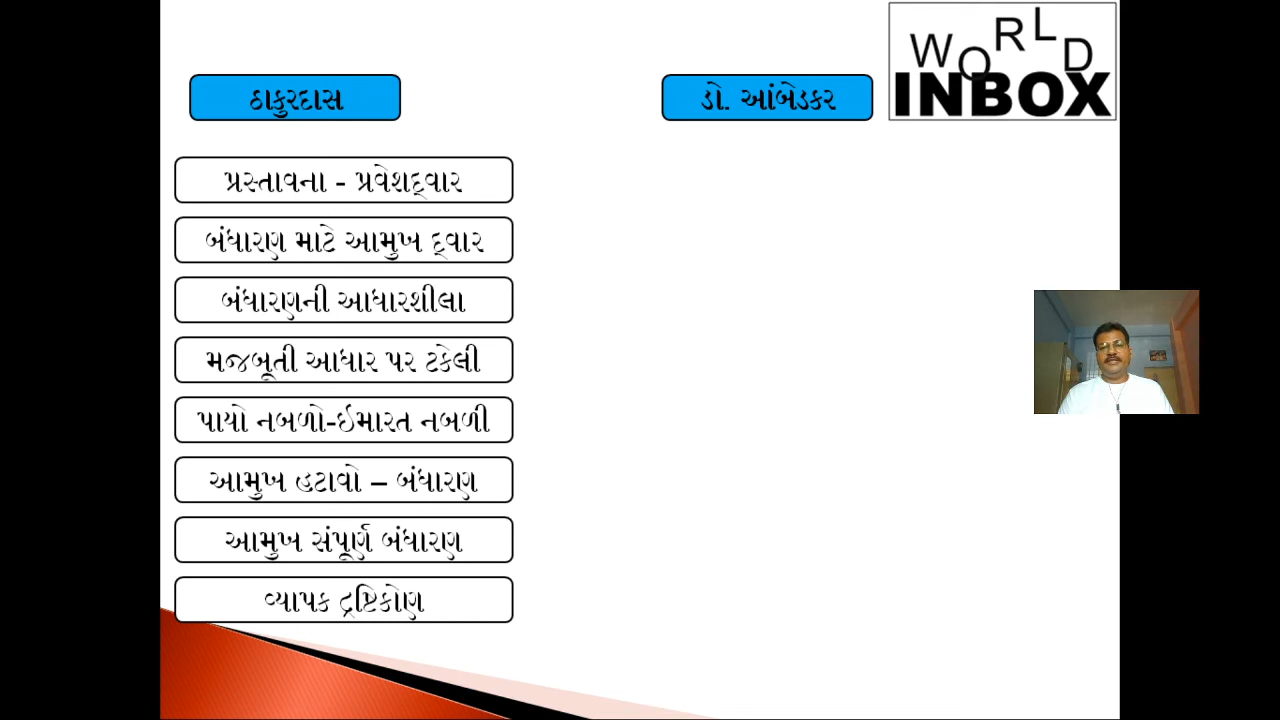 WORLD
INBOX
ઠાકુરદાસ
ડો. આંબેડકર
પ્રસ્તાવના - પ્રવેશદ્વાર
બંધારણ માટે આમુખ દ્વાર
બંધારણની આધારશીલા
મજબૂતી આધાર પર ટકેલી
પાયો નબળો-ઈમારત નબળી
આમુખ હટાવો – બંધારણ
આમુખ સંપૂર્ણ બંધારણ
વ્યાપક દ્રષ્ટિકોણ